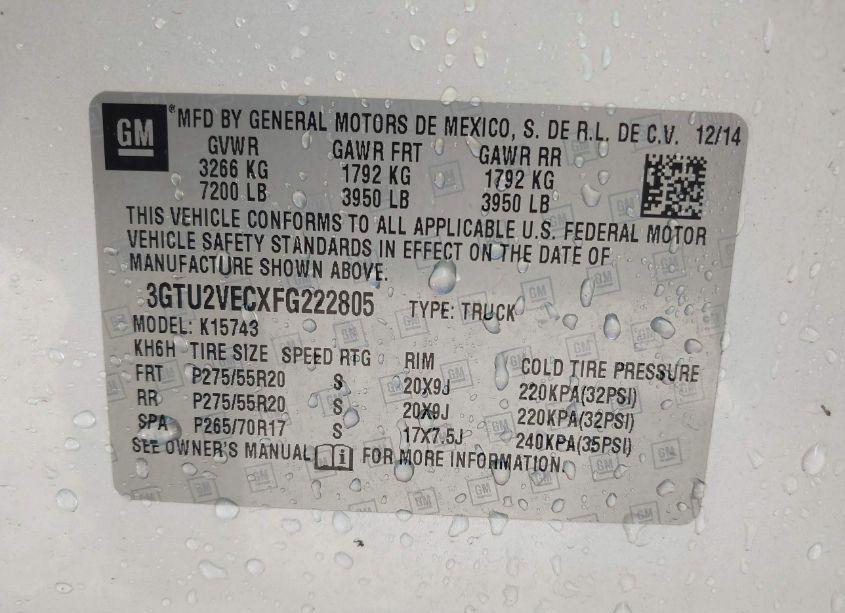 GM
®MFD BY GENERAL MOTORS DE MEXICO, S. DE R.L. DE C.V. 12/14
GVWR GAWR FRT GAWR RR
3266 KG 1792 KG 1792 KG
7200 LB 3950 LB 3950 LB
THIS VEHICLE CONFORMS TO ALL APPLICABLE U.S. FEDERAL MOTOR
VEHICLE SAFETY STANDARDS IN EFFECT ON THE DATE OF
MANUFACTURE SHOWN ABOVE.
3GTU2VECXFG222805 TYPE: TRUCK
MODEL: K15743
KH6H TIRE SIZE SPEED RTG RIM COLD TIRE PRESSURE
FRT P275/55R20 S 20X9J 220KPA(32PSI)
RR P275/55R20 S 20X9J 220KPA(32PSI)
SPA P265/70R17 S 17X7.5J 240KPA(35PSI)
SEE OWNER'S MANUAL i FOR MORE INFORMATION.